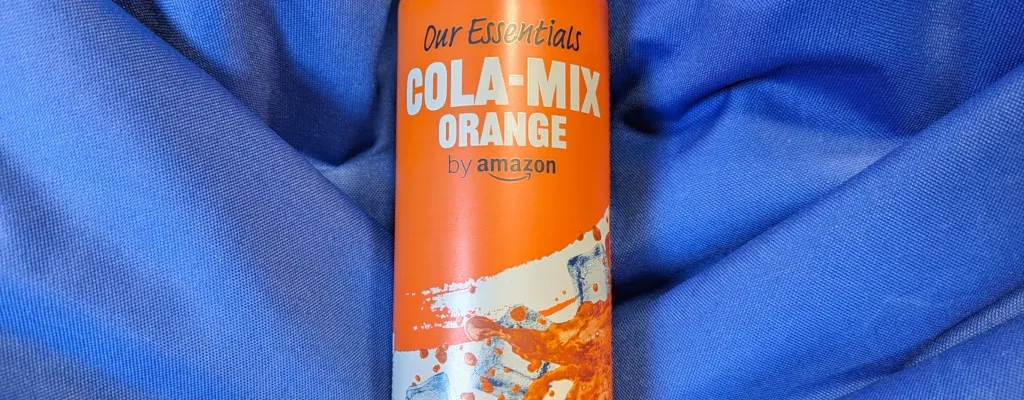 Our Essentials
COLA-MIX
ORANGE
by amazon